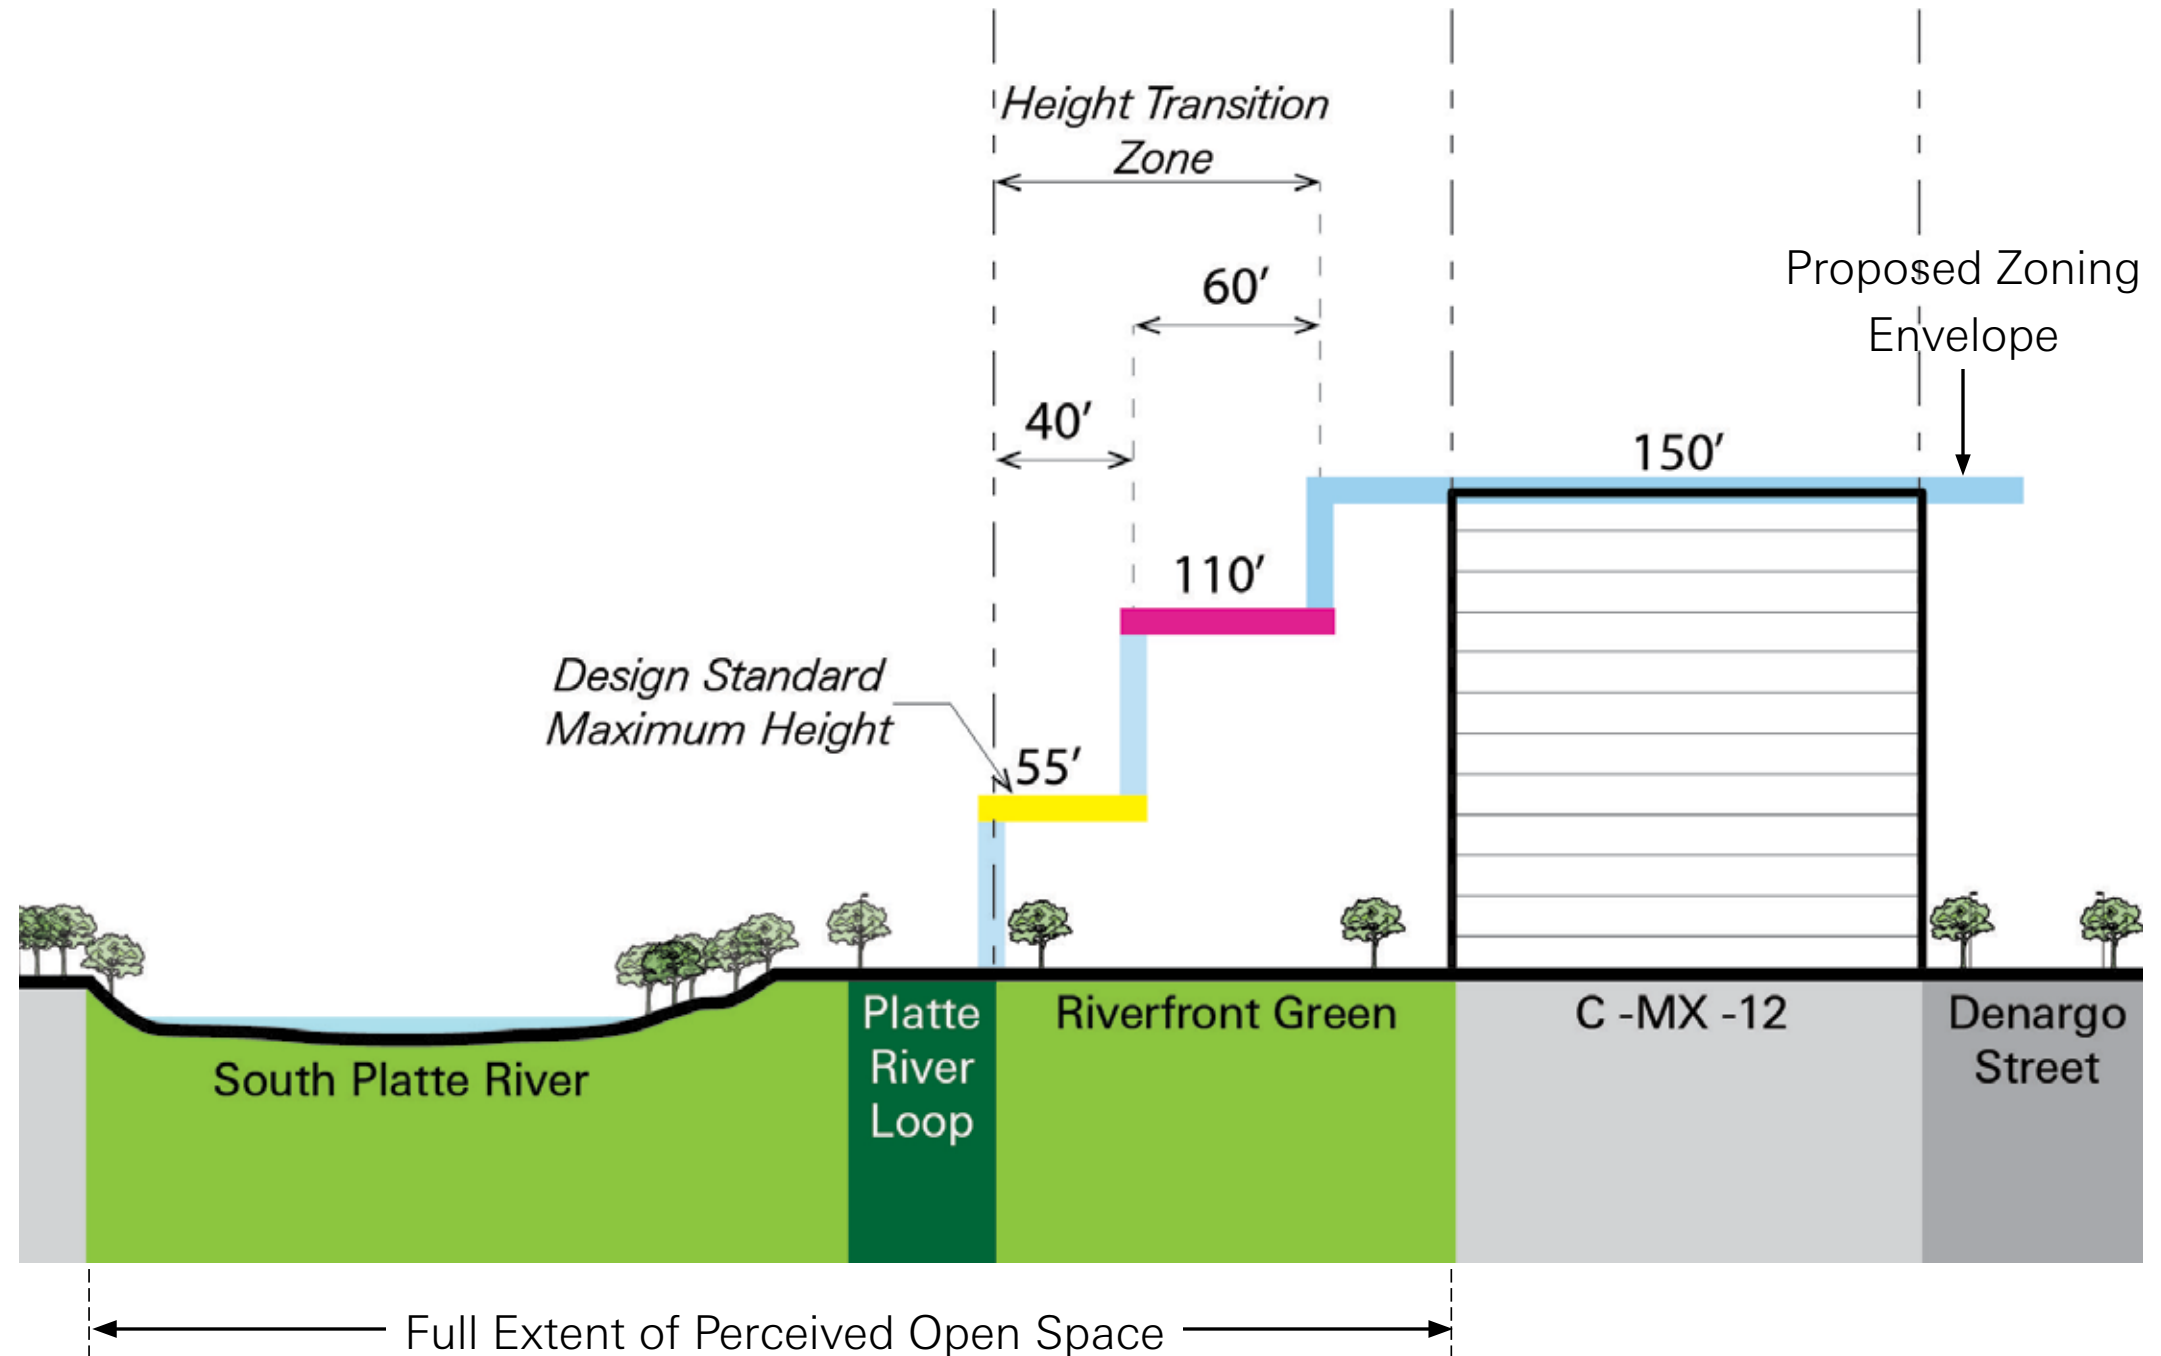 Height Transition
Zone
60′
Proposed Zoning
Envelope
40′
150′
110′
Design Standard
Maximum Height
55′
Platte
River
Loop
Riverfront Green
C -MX -12
Denargo
Street
South Platte River
Full Extent of Perceived Open Space